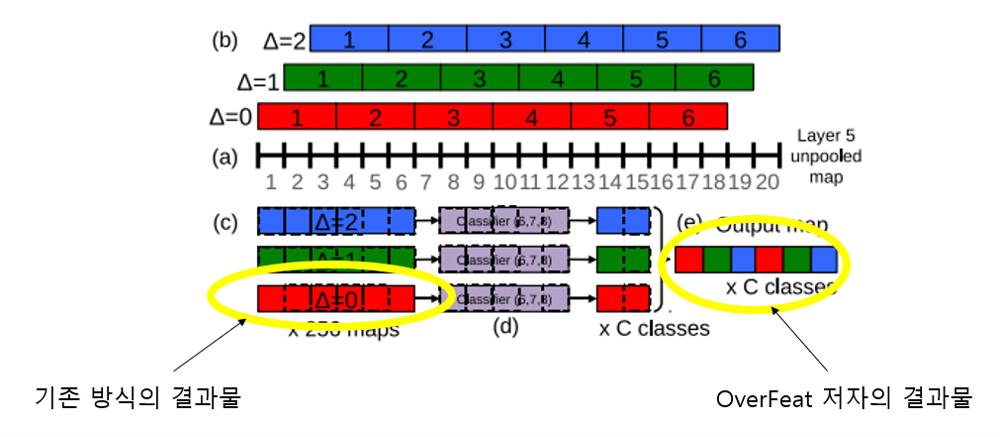 (b) Δ=2 1 2 3 4 5 6
Δ=1 1 2 3 4 5 6
Δ=0 1 2 3 4 5 6
(a) Layer 5
unpooled
map
1 2 3 4 5 6 7 8 9 10 11 12 13 14 15 16 17 18 19 20
(c) Δ=2 Classifier (6,7,8) (e) Output map
Δ=1 Classifier (6,7,8)
x C classes
Δ=0 Classifier (6,7,8)
x 256 maps (d) x C classes
기존 방식의 결과물 OverFeat 저자의 결과물